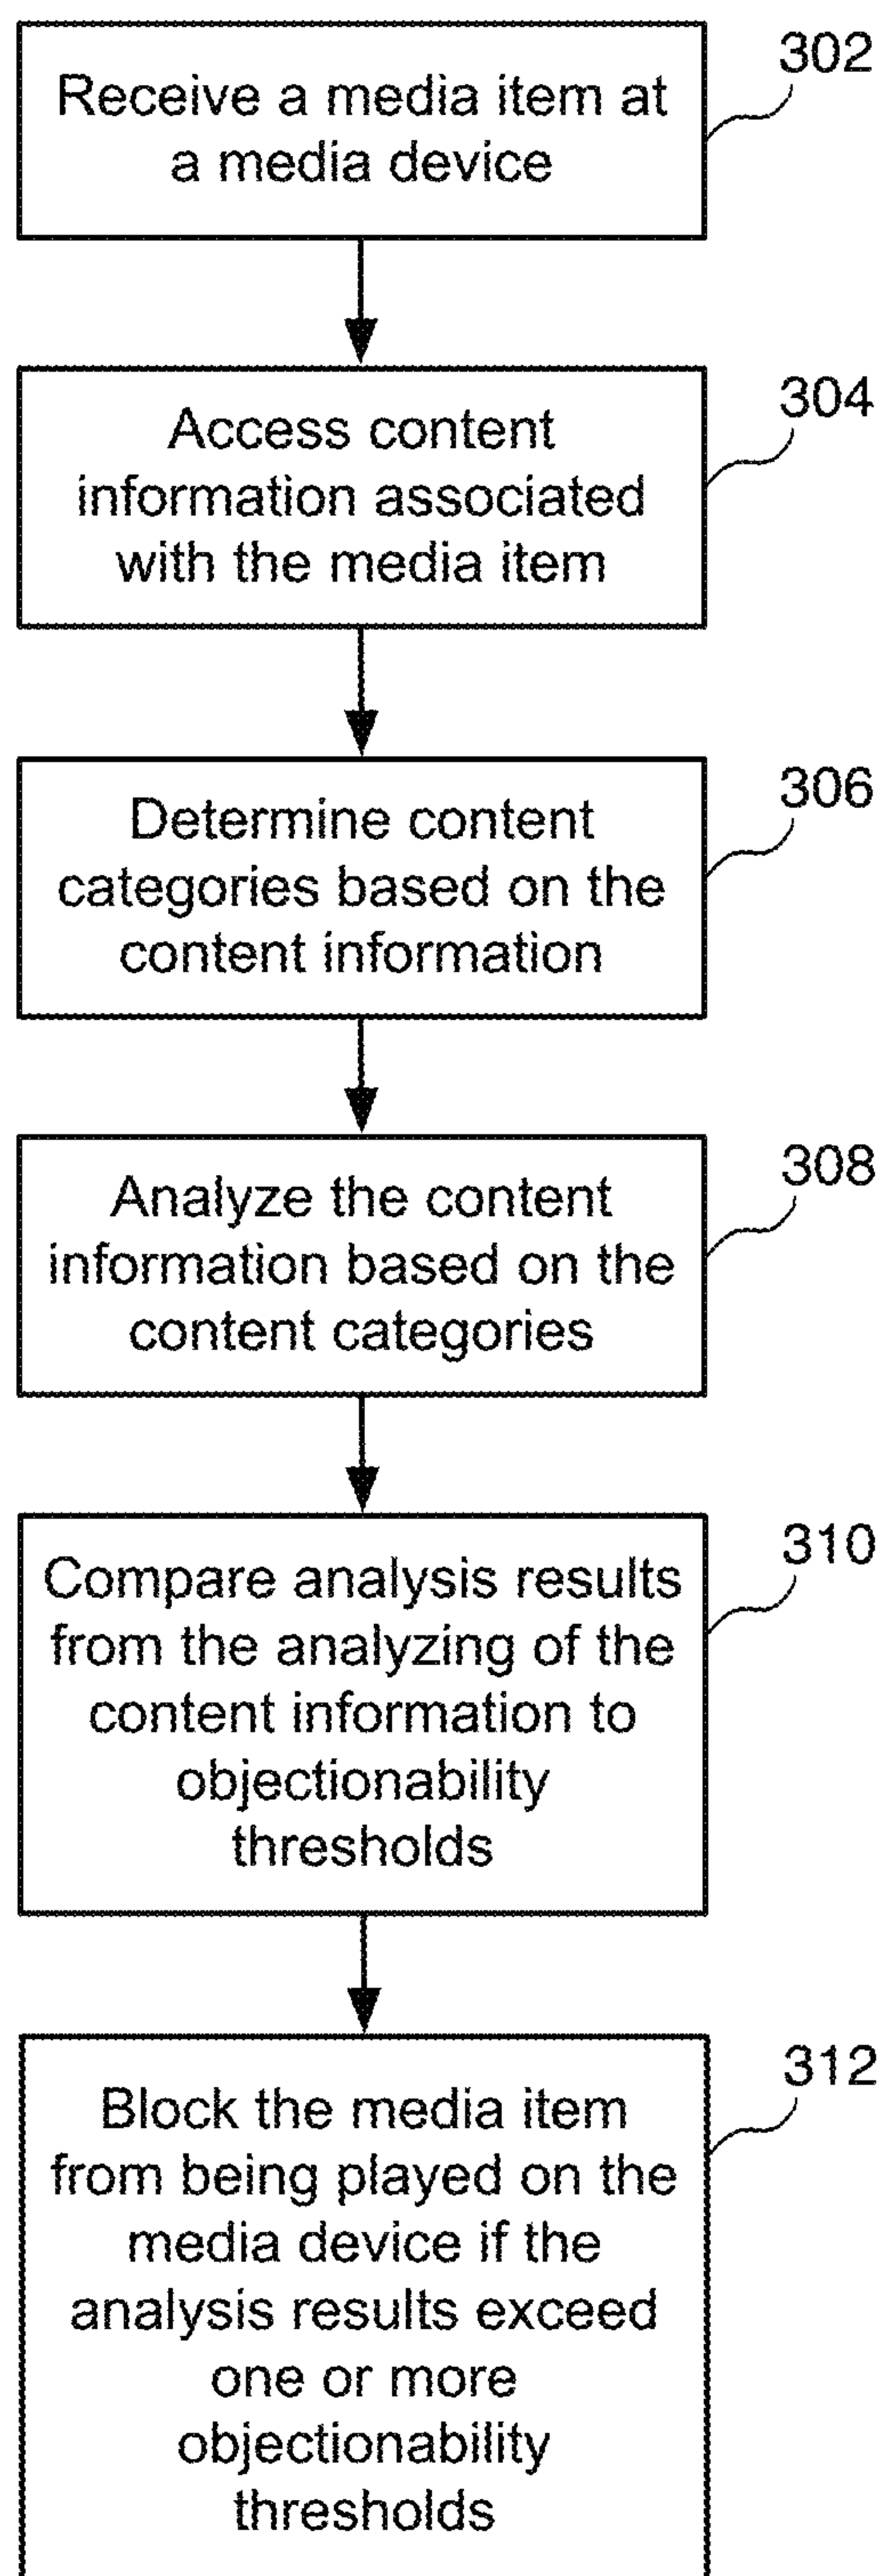 302
Receive a media item at
a media device
304
Access content
information associated
with the media item
306
Determine content
categories based on the
content information
308
Analyze the content
information based on the
content categories
310
Compare analysis results
from the analyzing of the
content information to
objectionability
thresholds
312
Block the media item
from being played on the
media device if the
analysis results exceed
one or more
objectionability
thresholds